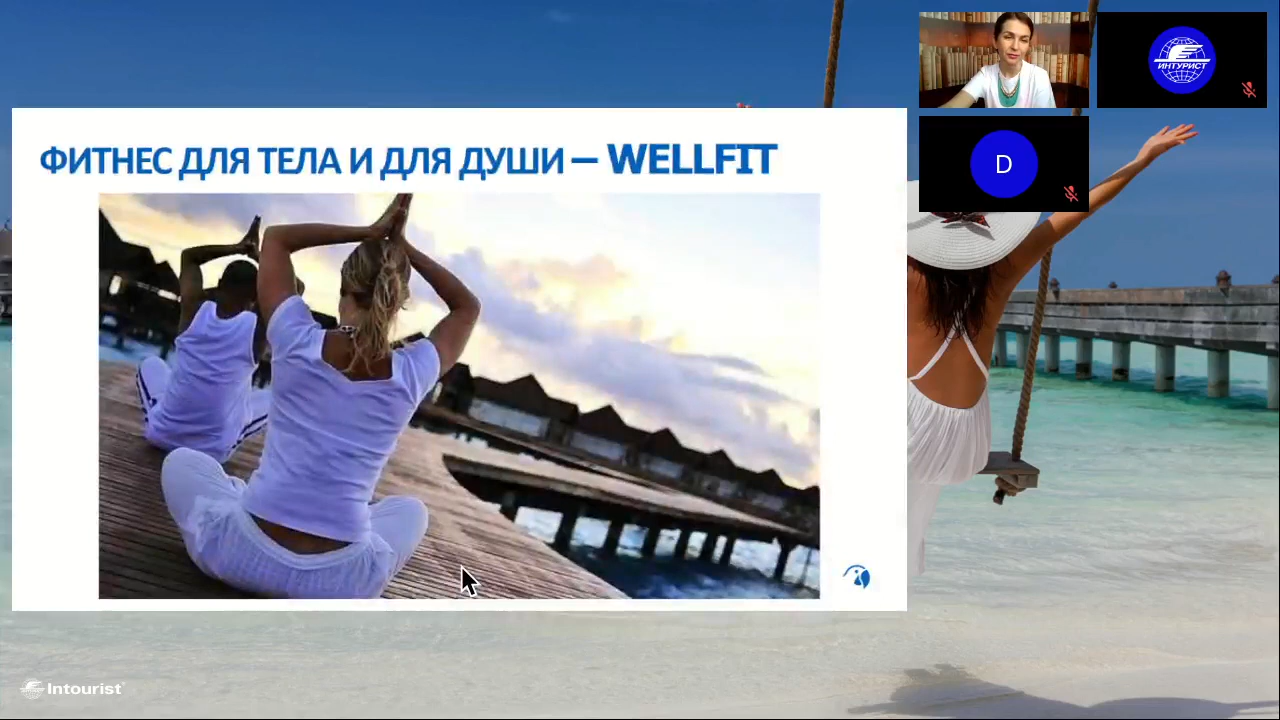 ФИТНЕС ДЛЯ ТЕЛА И ДЛЯ ДУШИ – WELLFIT
ИНТУРИСТ
D
Intourist